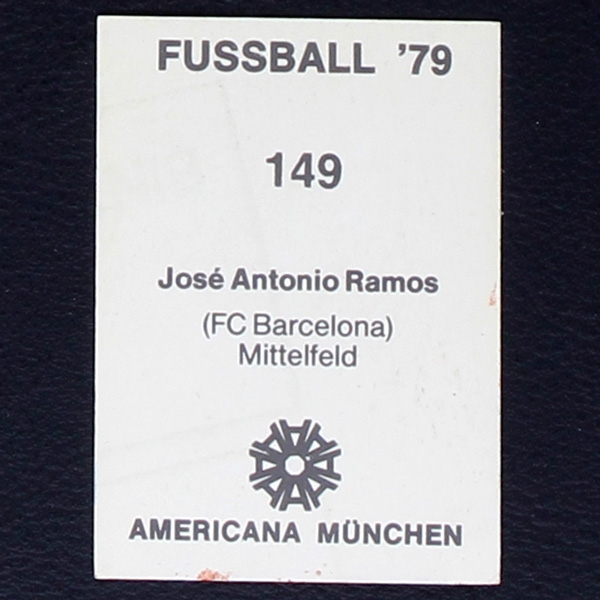 FUSSBALL '79
149
José Antonio Ramos
(FC Barcelona)
Mittelfeld
AMERICANA MÜNCHEN